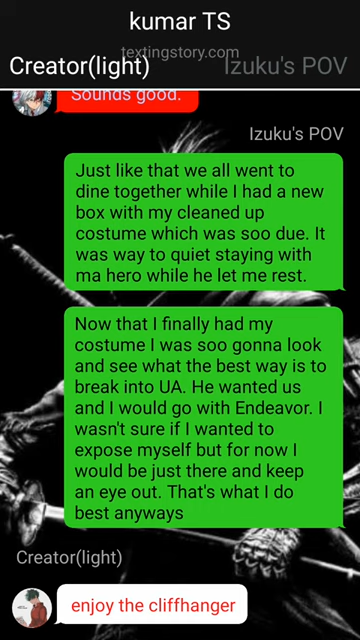 kumar TS
textingstory.com
Creator(light)
Izuku's POV
Sounds good.
Izuku's POV
Just like that we all went to
dine together while I had a new
box with my cleaned up
costume which was soo due. It
was way to quiet staying with
ma hero while he let me rest.
Now that I finally had my
costume I was soo gonna look
and see what the best way is to
break into UA. He wanted us
and I would go with Endeavor. I
wasn't sure if I wanted to
expose myself but for now I
would be just there and keep
an eye out. That's what I do
best anyways
Creator(light)
enjoy the cliffhanger